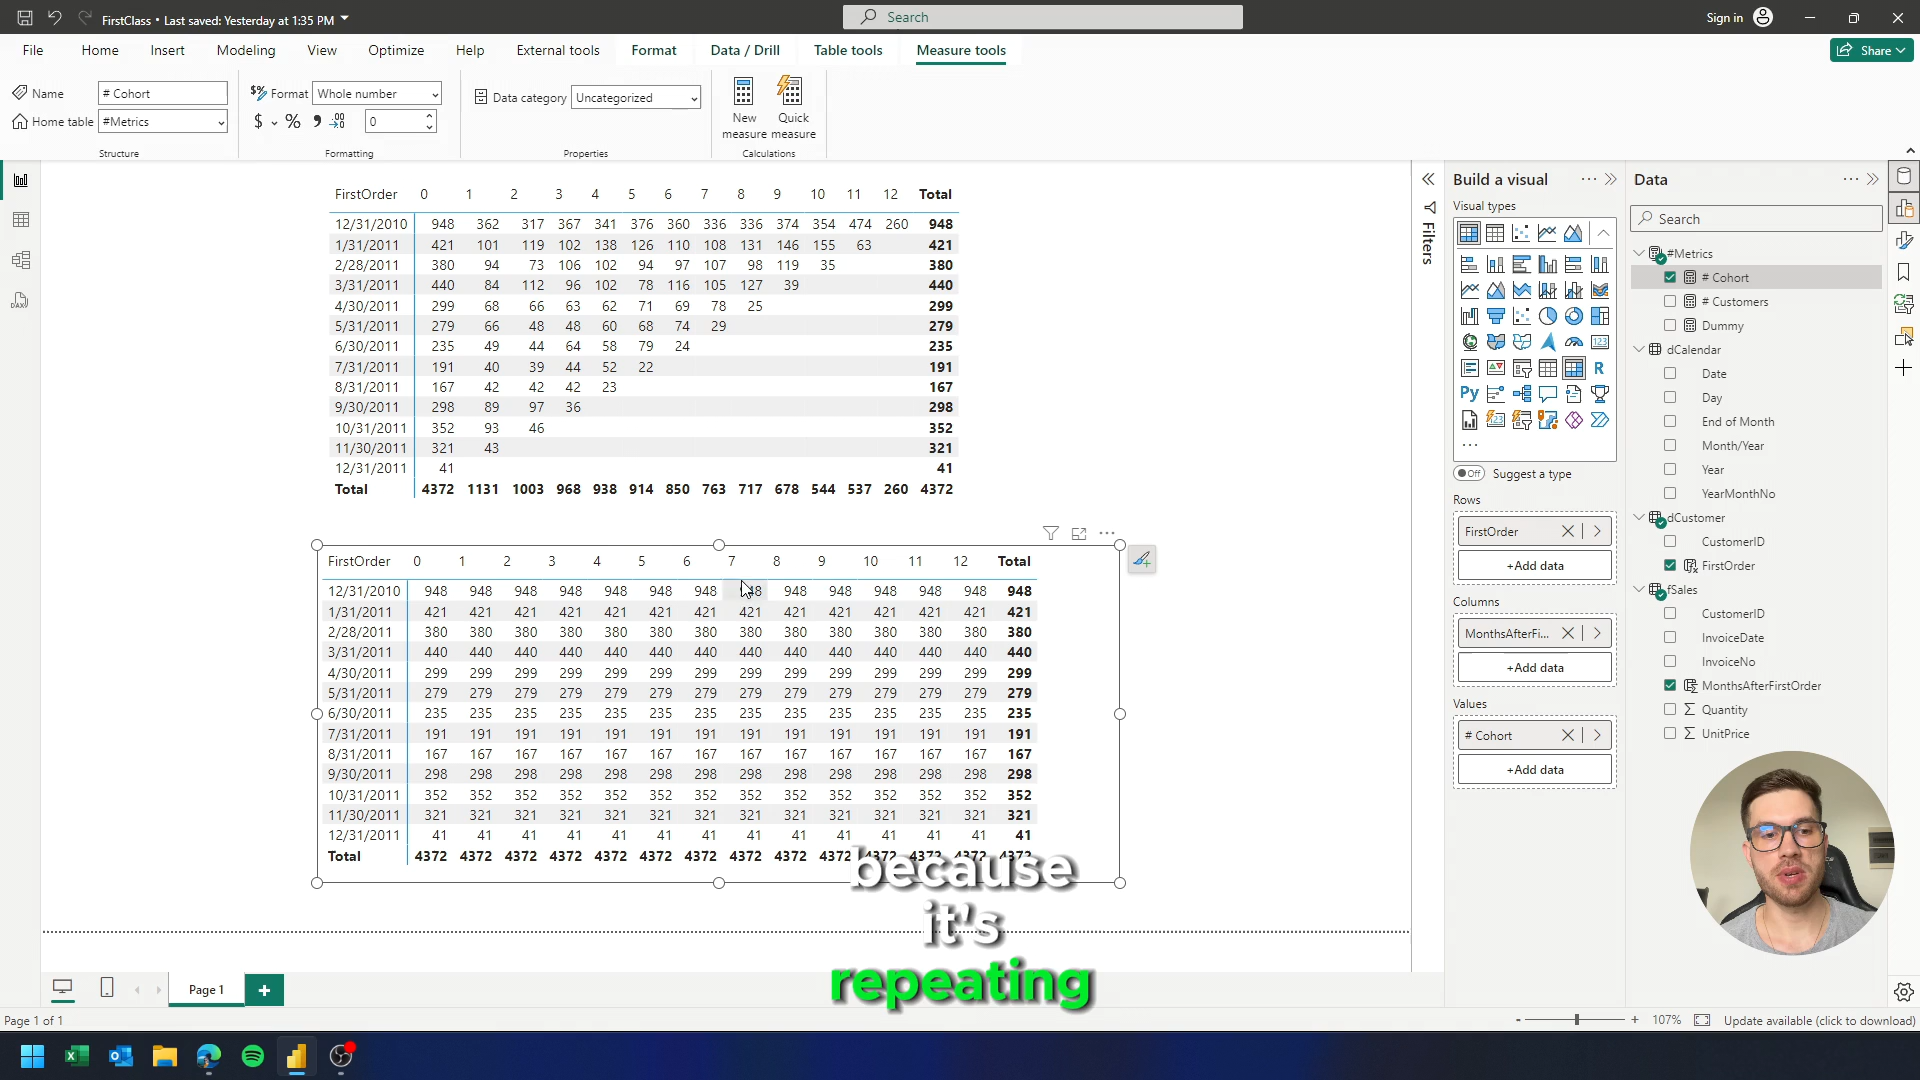 FirstClass • Last saved: Yesterday at 1:35 PM
Search
Sign in
File Home Insert Modeling View Optimize Help External tools Format Data / Drill Table tools Measure tools
Share
Name # Cohort
Home table #Metrics
Structure
Format Whole number
$ % 0
Formatting
Data category Uncategorized
Properties
New measure
Quick measure
Calculations
FirstOrder 0 1 2 3 4 5 6 7 8 9 10 11 12 Total
12/31/2010 948 362 317 367 341 376 360 336 336 374 354 474 260 948
1/31/2011 421 101 119 102 138 126 110 108 131 146 155 63 421
2/28/2011 380 94 73 106 102 94 97 107 98 119 35 380
3/31/2011 440 84 112 96 102 78 116 105 127 39 440
4/30/2011 299 68 66 63 62 71 69 78 25 299
5/31/2011 279 66 48 48 60 68 74 29 279
6/30/2011 235 49 44 64 58 79 24 235
7/31/2011 191 40 39 44 52 22 191
8/31/2011 167 42 42 42 23 167
9/30/2011 298 89 97 36 298
10/31/2011 352 93 46 352
11/30/2011 321 43 321
12/31/2011 41 41
Total 4372 1131 1003 968 938 914 850 763 717 678 544 537 260 4372
FirstOrder 0 1 2 3 4 5 6 7 8 9 10 11 12 Total
12/31/2010 948 948 948 948 948 948 948 948 948 948 948 948 948
1/31/2011 421 421 421 421 421 421 421 421 421 421 421 421 421 421
2/28/2011 380 380 380 380 380 380 380 380 380 380 380 380 380 380
3/31/2011 440 440 440 440 440 440 440 440 440 440 440 440 440 440
4/30/2011 299 299 299 299 299 299 299 299 299 299 299 299 299 299
5/31/2011 279 279 279 279 279 279 279 279 279 279 279 279 279 279
6/30/2011 235 235 235 235 235 235 235 235 235 235 235 235 235 235
7/31/2011 191 191 191 191 191 191 191 191 191 191 191 191 191 191
8/31/2011 167 167 167 167 167 167 167 167 167 167 167 167 167 167
9/30/2011 298 298 298 298 298 298 298 298 298 298 298 298 298 298
10/31/2011 352 352 352 352 352 352 352 352 352 352 352 352 352 352
11/30/2011 321 321 321 321 321 321 321 321 321 321 321 321 321 321
12/31/2011 41 41 41 41 41 41 41 41 41 41 41 41 41 41
Total 4372 4372 4372 4372 4372 4372 4372 4372 4372 4372 4372 4372 4372 4372
because
it's
repeating
Filters
Build a visual
Visual types
R
Py
123
Off Suggest a type
Rows
FirstOrder
+Add data
Columns
MonthsAfterFi...
+Add data
Values
# Cohort
+Add data
Data
Search
#Metrics
# Cohort
# Customers
Dummy
dCalendar
Date
Day
End of Month
Month/Year
Year
YearMonthNo
dCustomer
CustomerID
FirstOrder
fSales
CustomerID
InvoiceDate
InvoiceNo
MonthsAfterFirstOrder
Quantity
UnitPrice
DAX
Page 1
Page 1 of 1
- + 107% Update available (click to download)